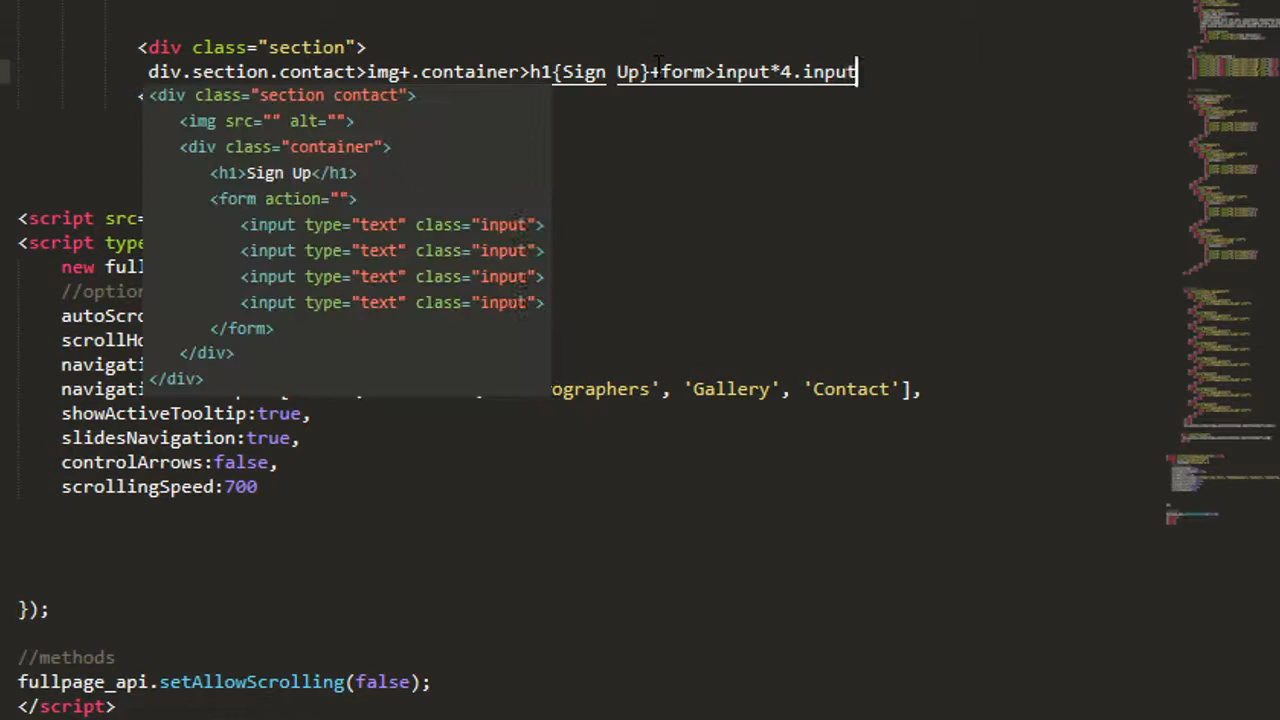 <div class="section">
div.section.contact>img+.container>h1{Sign Up}+form>input*4.input
<div class="section contact">
<img src="" alt="">
<div class="container">
<h1>Sign Up</h1>
<form action="">
<input type="text" class="input">
<input type="text" class="input">
<input type="text" class="input">
<input type="text" class="input">
</form>
</div>
</div>
<script src=
<script type
new full
//option
autoScro
scrollHo
navigati
navigati ographers', 'Gallery', 'Contact'],
showActiveTooltip:true,
slidesNavigation:true,
controlArrows:false,
scrollingSpeed:700
});
//methods
fullpage_api.setAllowScrolling(false);
</script>